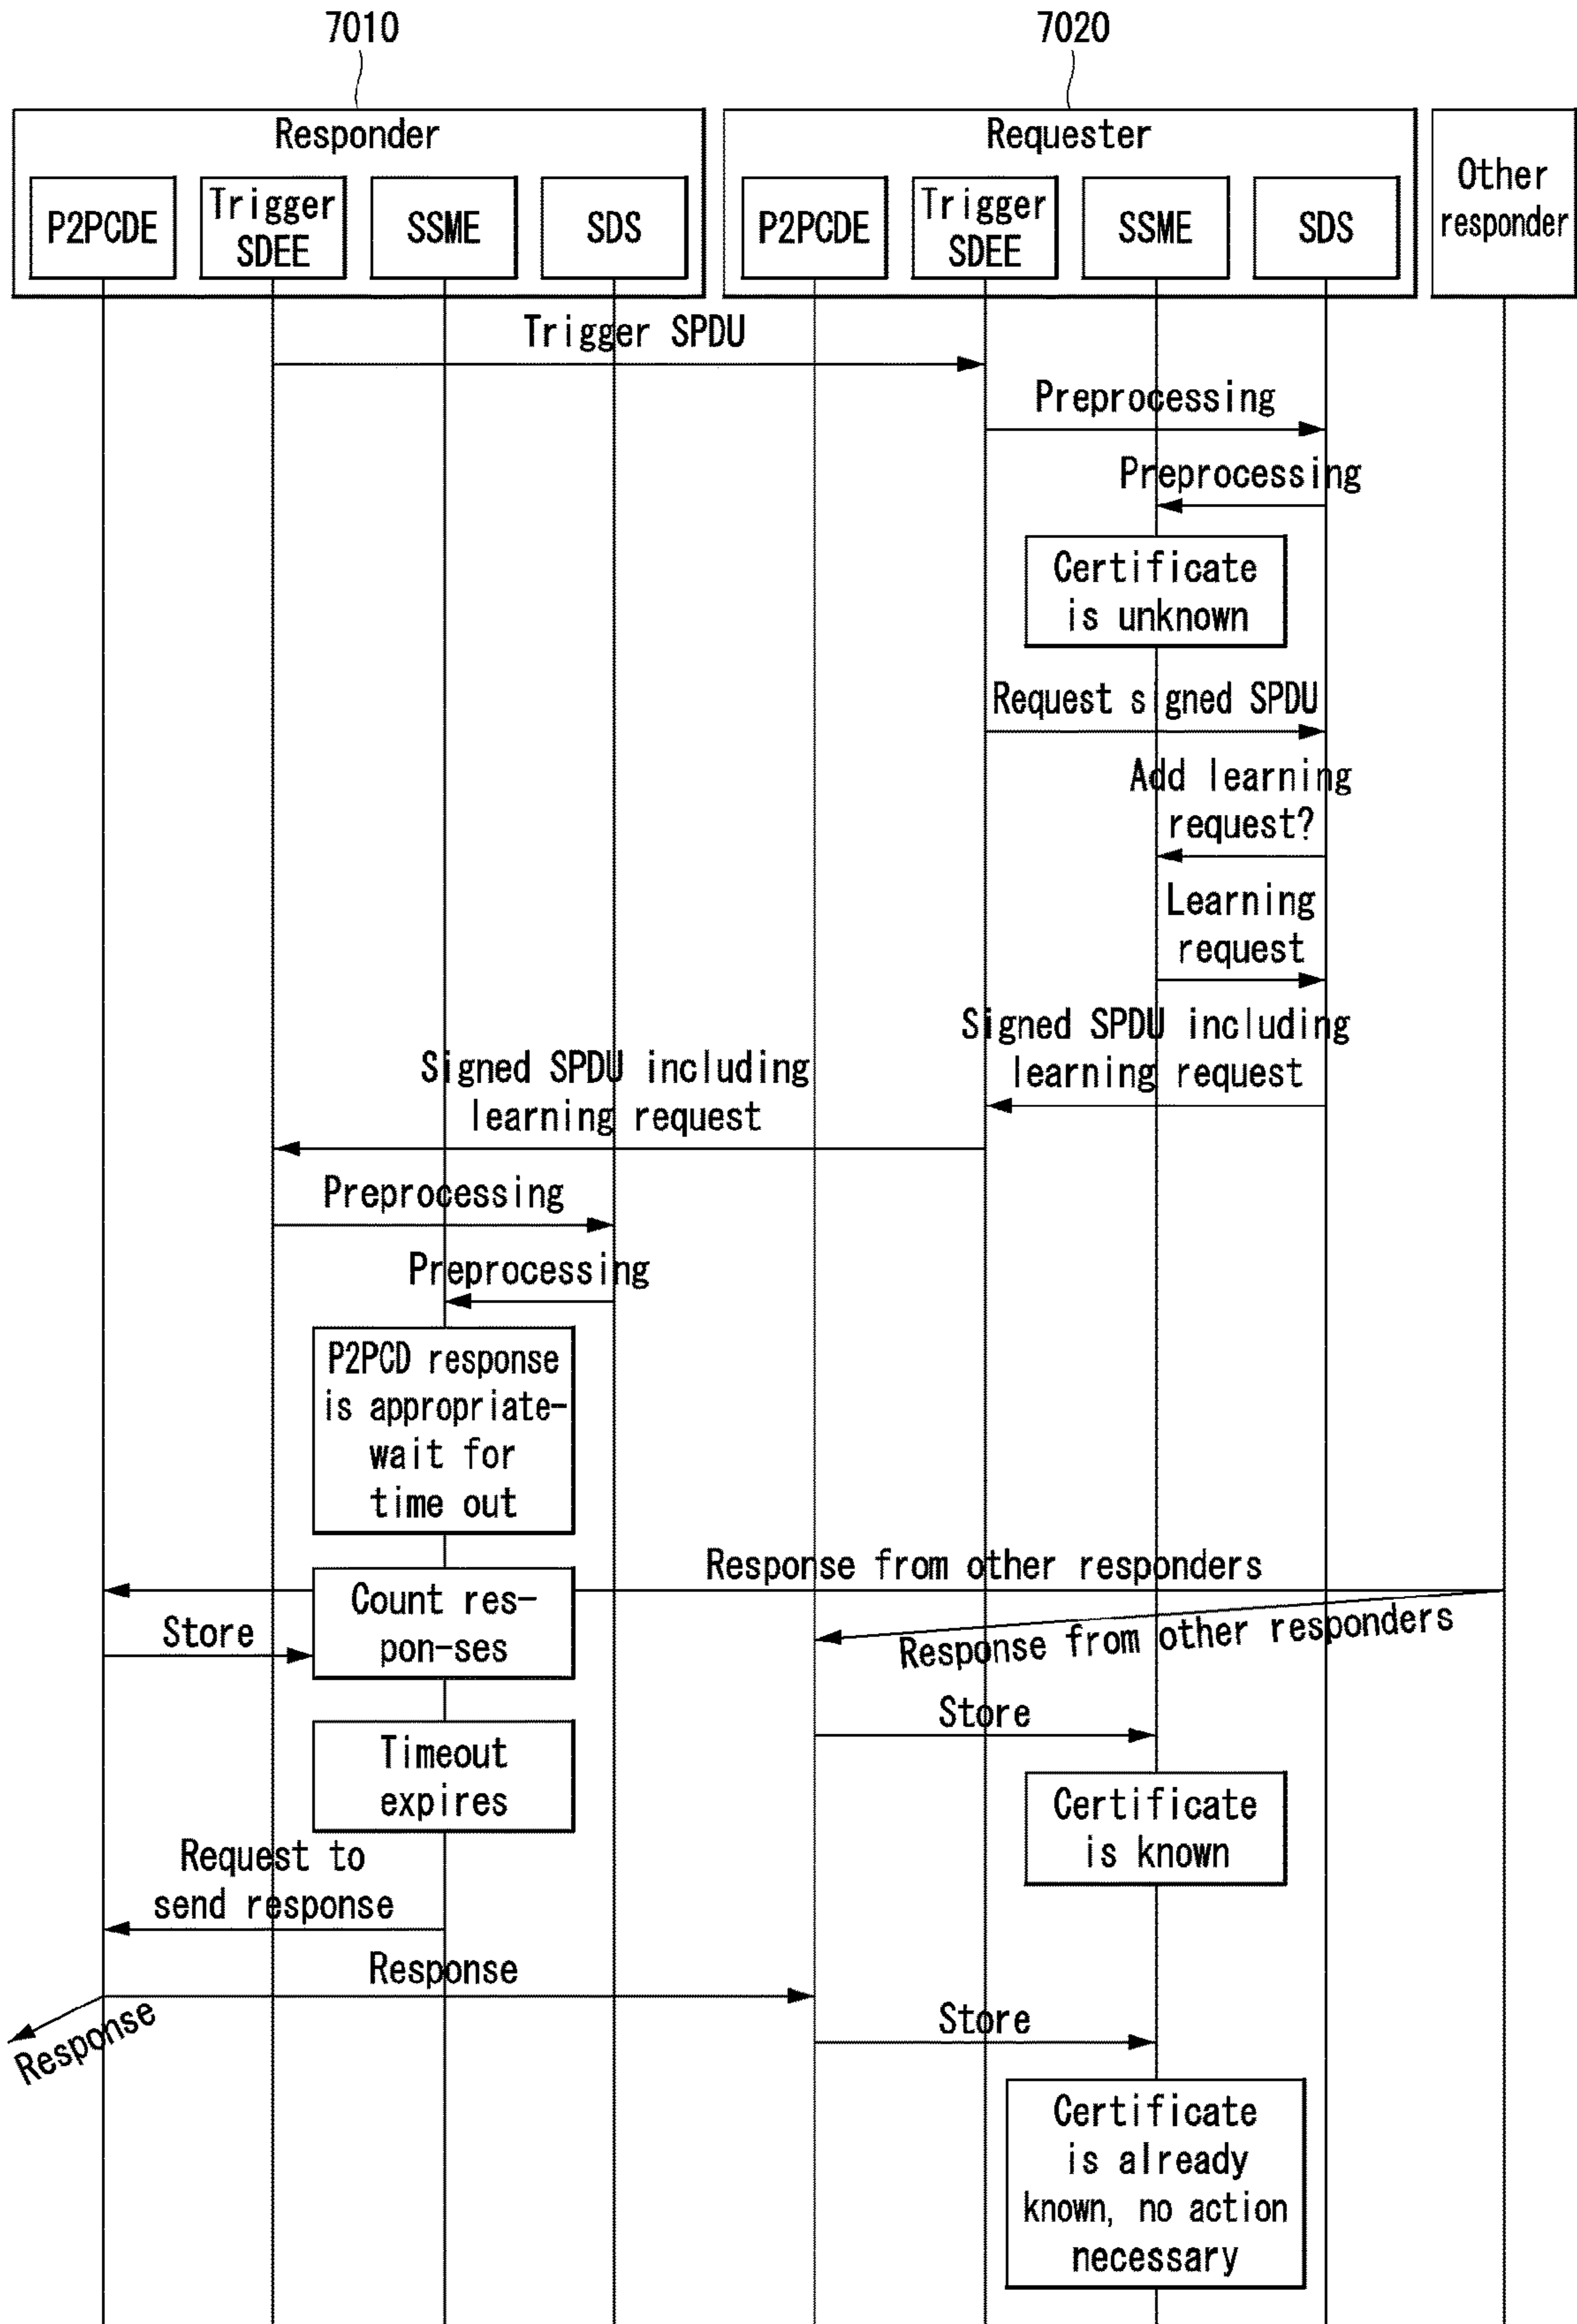 7010
7020
Responder
Requester
Other
responder
P2PCDE
Trigger
SDEE
SSME
SDS
P2PCDE
Trigger
SDEE
SSME
SDS
Trigger SPDU
Preprocessing
Preprocessing
Certificate
is unknown
Request signed SPDU
Add learning
request?
Learning
request
Signed SPDU including
learning request
Signed SPDU including
learning request
Preprocessing
Preprocessing
P2PCD response
is appropriate-
wait for
time out
Response from other responders
Count res-
pon-ses
Store
Response from other responders
Store
Timeout
expires
Certificate
is known
Request to
send response
Response
Response
Store
Certificate
is already
known, no action
necessary